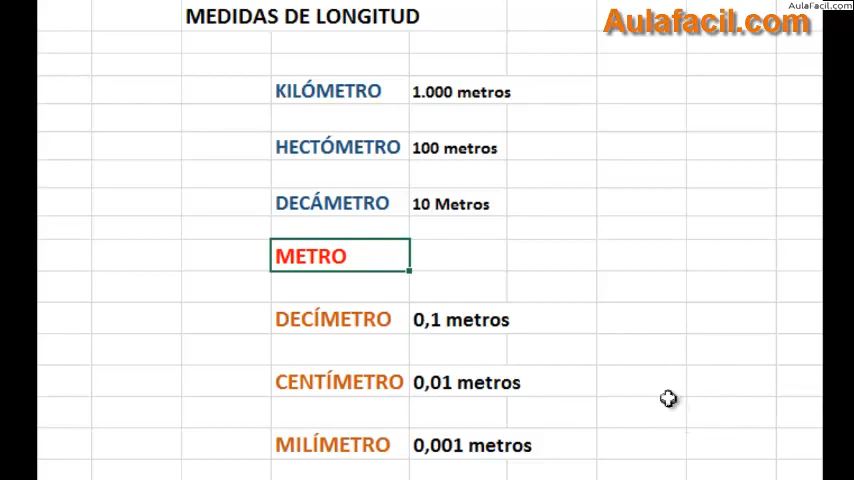 AulaFacil.com
MEDIDAS DE LONGITUD
Aulafacil.com
KILÓMETRO 1.000 metros
HECTÓMETRO 100 metros
DECÁMETRO 10 Metros
METRO
DECÍMETRO 0,1 metros
CENTÍMETRO 0,01 metros
MILÍMETRO 0,001 metros